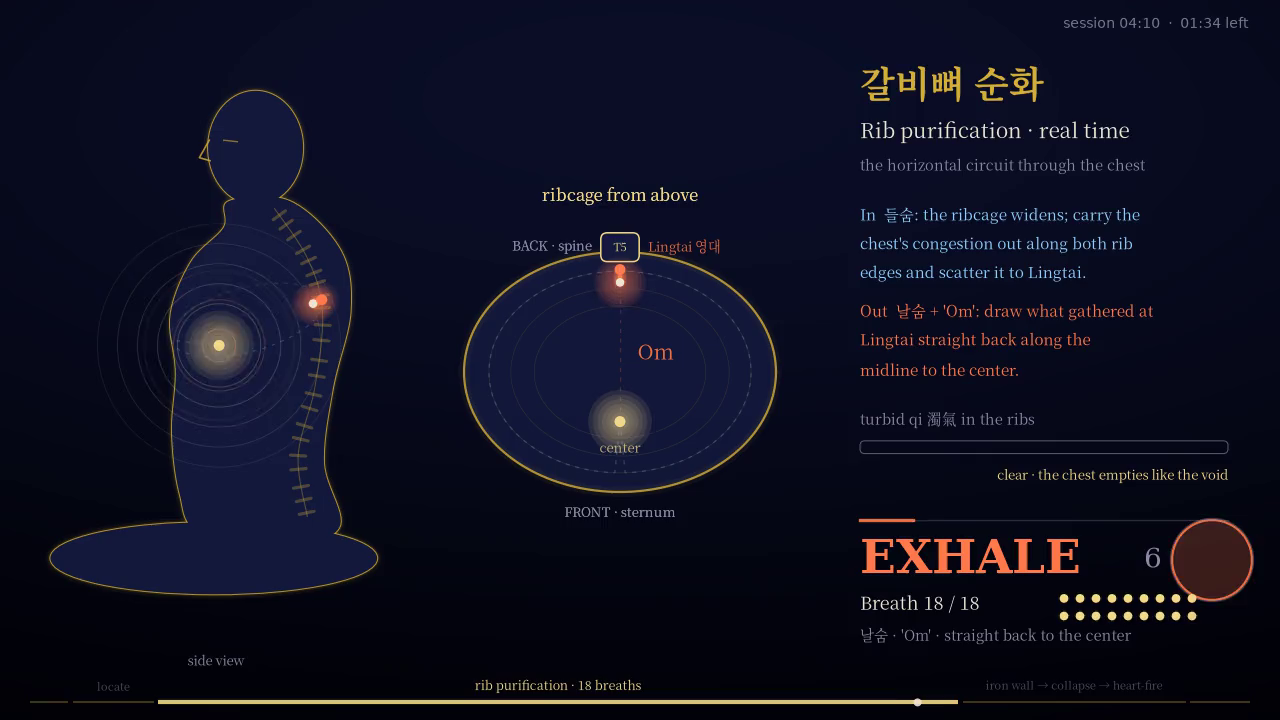 session 04:10 · 01:34 left
갈비뼈 순화
Rib purification · real time
the horizontal circuit through the chest
ribcage from above
BACK · spine
T5
Lingtai 영대
Om
center
FRONT · sternum
In 들숨: the ribcage widens; carry the
chest's congestion out along both rib
edges and scatter it to Lingtai.
Out 날숨 + 'Om': draw what gathered at
Lingtai straight back along the
midline to the center.
turbid qi 濁氣 in the ribs
clear · the chest empties like the void
EXHALE
6
Breath 18 / 18
날숨 · 'Om' · straight back to the center
side view
locate
rib purification · 18 breaths
iron wall → collapse → heart-fire